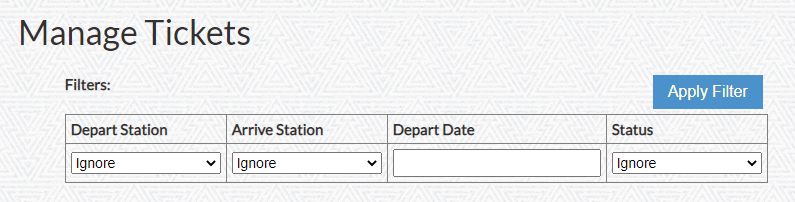 Manage Tickets
Filters:
Apply Filter
Depart Station Arrive Station Depart Date Status
Ignore Ignore Ignore